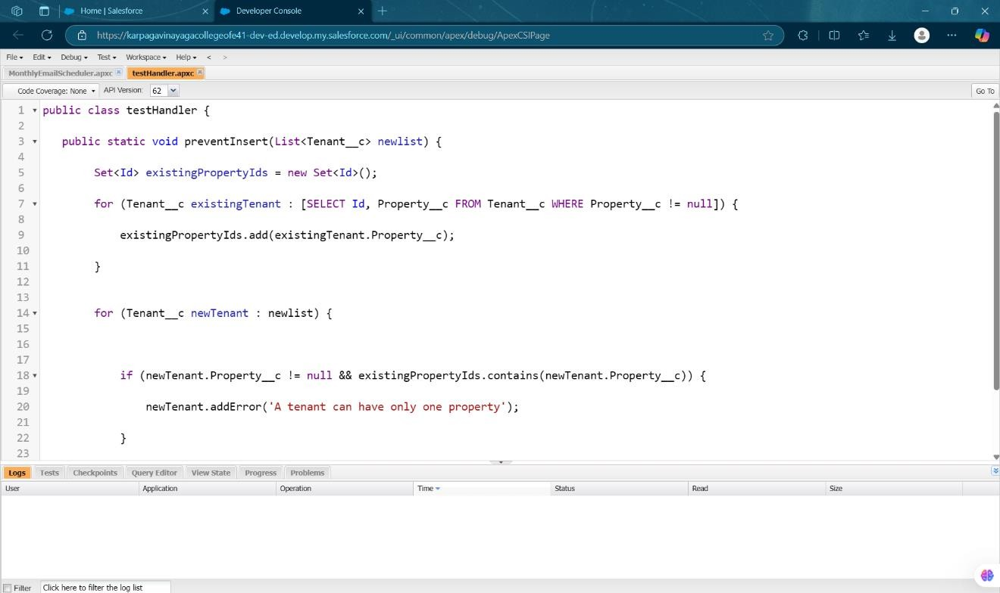 Home | Salesforce
Developer Console
https://karpagavinayagacollegeofe41-dev-ed.develop.my.salesforce.com/_ui/common/apex/debug/ApexCSIPage
File Edit Debug Test Workspace Help < >
MonthlyEmailScheduler.apxc testHandler.apxc
Code Coverage: None API Version: 62 Go To
1 public class testHandler {
2
3 public static void preventInsert(List<Tenant__c> newlist) {
4
5 Set<Id> existingPropertyIds = new Set<Id>();
6
7 for (Tenant__c existingTenant : [SELECT Id, Property__c FROM Tenant__c WHERE Property__c != null]) {
8
9 existingPropertyIds.add(existingTenant.Property__c);
10
11 }
12
13
14 for (Tenant__c newTenant : newlist) {
15
16
17
18 if (newTenant.Property__c != null && existingPropertyIds.contains(newTenant.Property__c)) {
19
20 newTenant.addError('A tenant can have only one property');
21
22 }
23
Logs Tests Checkpoints Query Editor View State Progress Problems
User Application Operation Time Status Read Size
Filter Click here to filter the log list